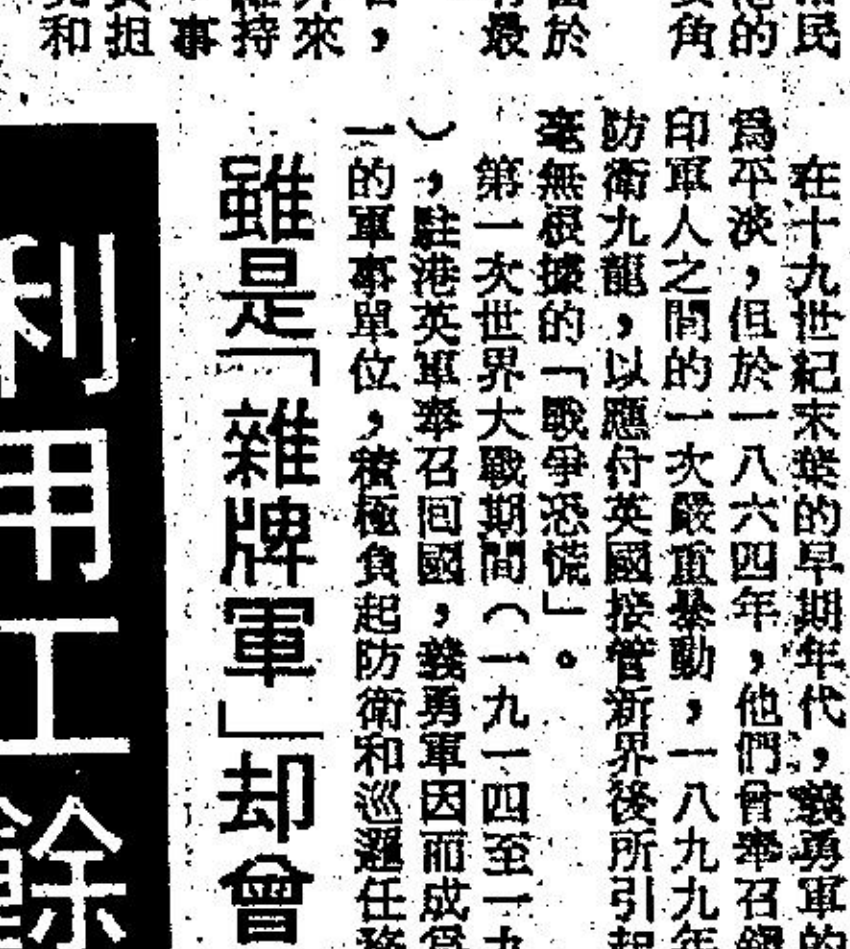 民
的
角
於
最
，
來
持
事
担
和
在十九世紀末葉的早期年代，義勇軍的
爲平淡，但於一八六四年，他們曾奉召
印軍人之間的一次嚴重暴動，一八九九年
防衛九龍，以應付英國接管新界後所引起
毫無根據的「戰爭恐慌」。
第一次世界大戰期間（一九一四至一九
），駐港英軍奉召回國，義勇軍因而成爲
一的軍事單位，積極負起防衛和巡邏任務
雖是「雜牌軍」却曾
利用工餘